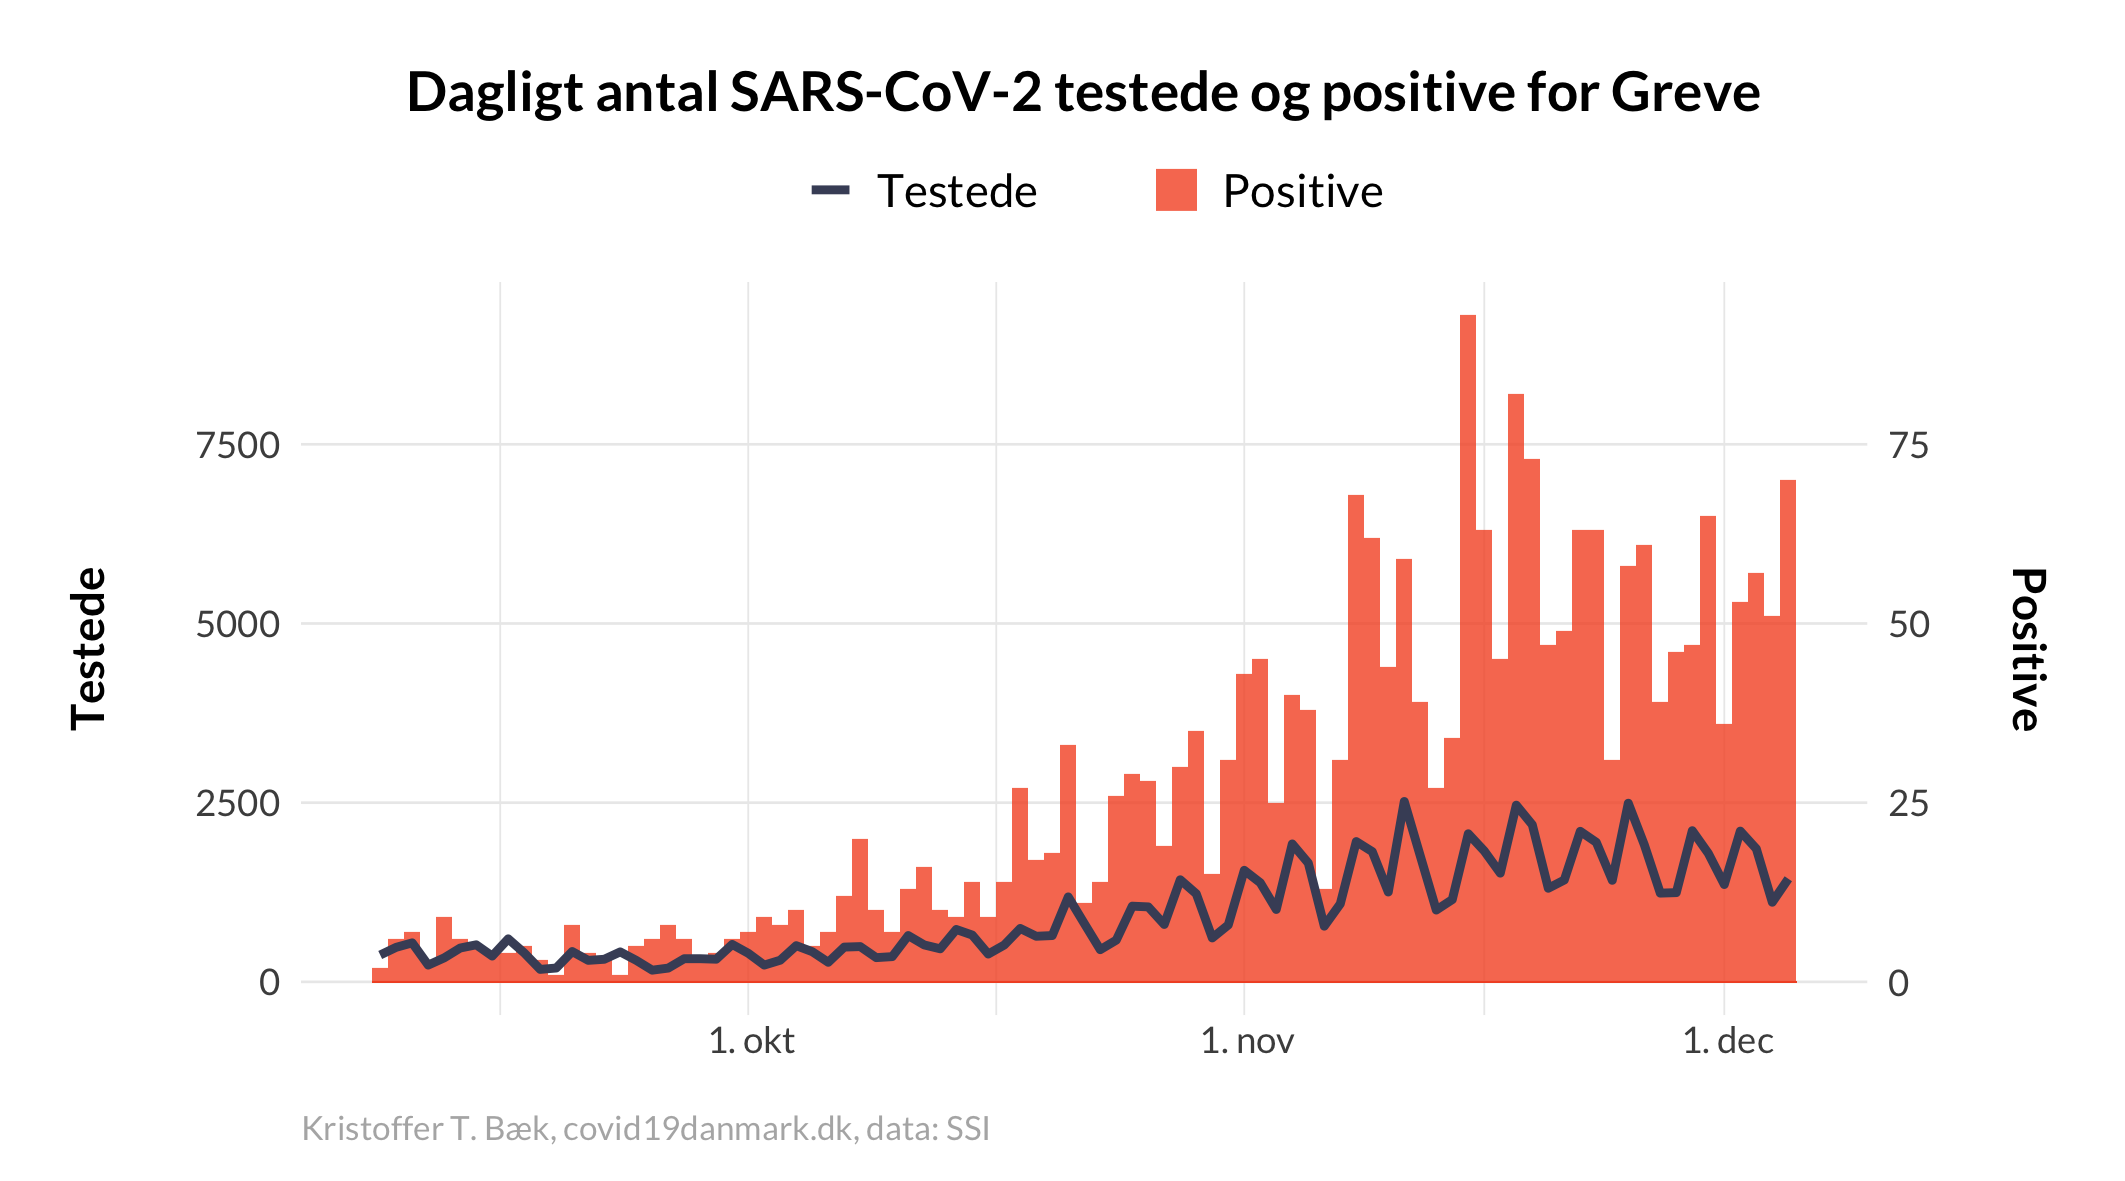 Dagligt antal SARS-CoV-2 testede og positive for Greve
Testede
Positive
Testede
7500
5000
2500
0
75
50
25
0
Positive
1. okt
1. nov
1. dec
Kristoffer T. Bæk, covid19danmark.dk, data: SSI